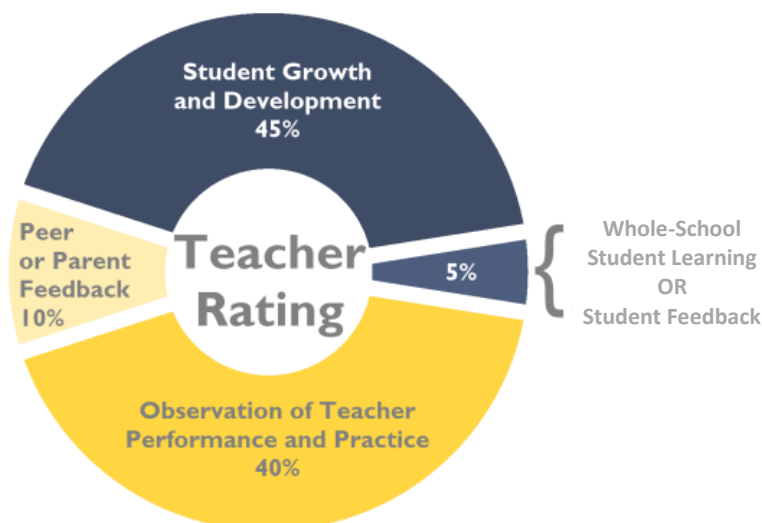 Student Growth
and Development
45%
Peer
or Parent
Feedback
10%
Teacher
Rating
5%
Whole-School
Student Learning
OR
Student Feedback
Observation of Teacher
Performance and Practice
40%